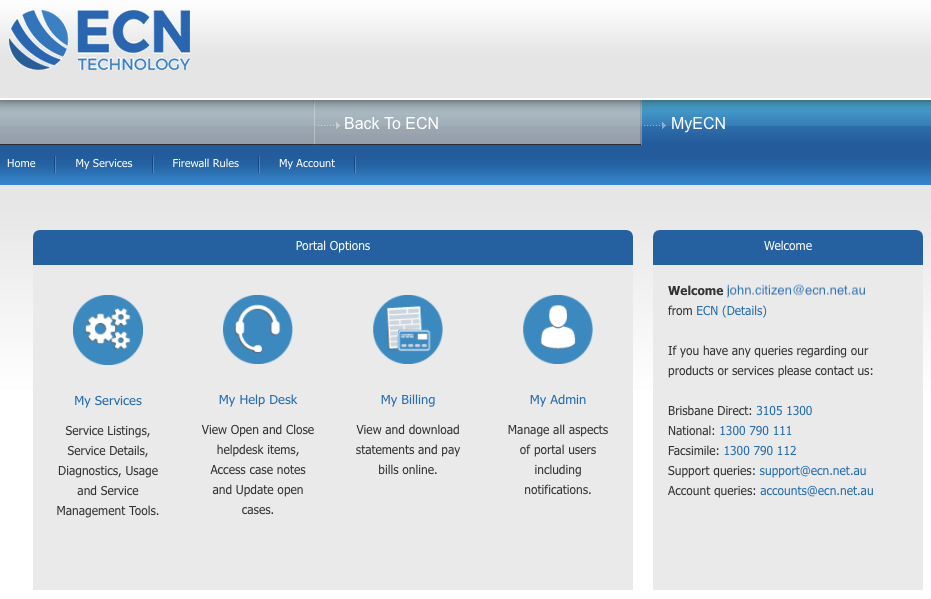 ECN
TECHNOLOGY
Back To ECN
MyECN
Home
My Services
Firewall Rules
My Account
Portal Options
My Services
Service Listings,
Service Details,
Diagnostics, Usage
and Service
Management Tools.
My Help Desk
View Open and Close
helpdesk items,
Access case notes
and Update open
cases.
My Billing
View and download
statements and pay
bills online.
My Admin
Manage all aspects
of portal users
including
notifications.
Welcome
Welcome john.citizen@ecn.net.au
from ECN (Details)
If you have any queries regarding our
products or services please contact us:
Brisbane Direct: 3105 1300
National: 1300 790 111
Facsimile: 1300 790 112
Support queries: support@ecn.net.au
Account queries: accounts@ecn.net.au